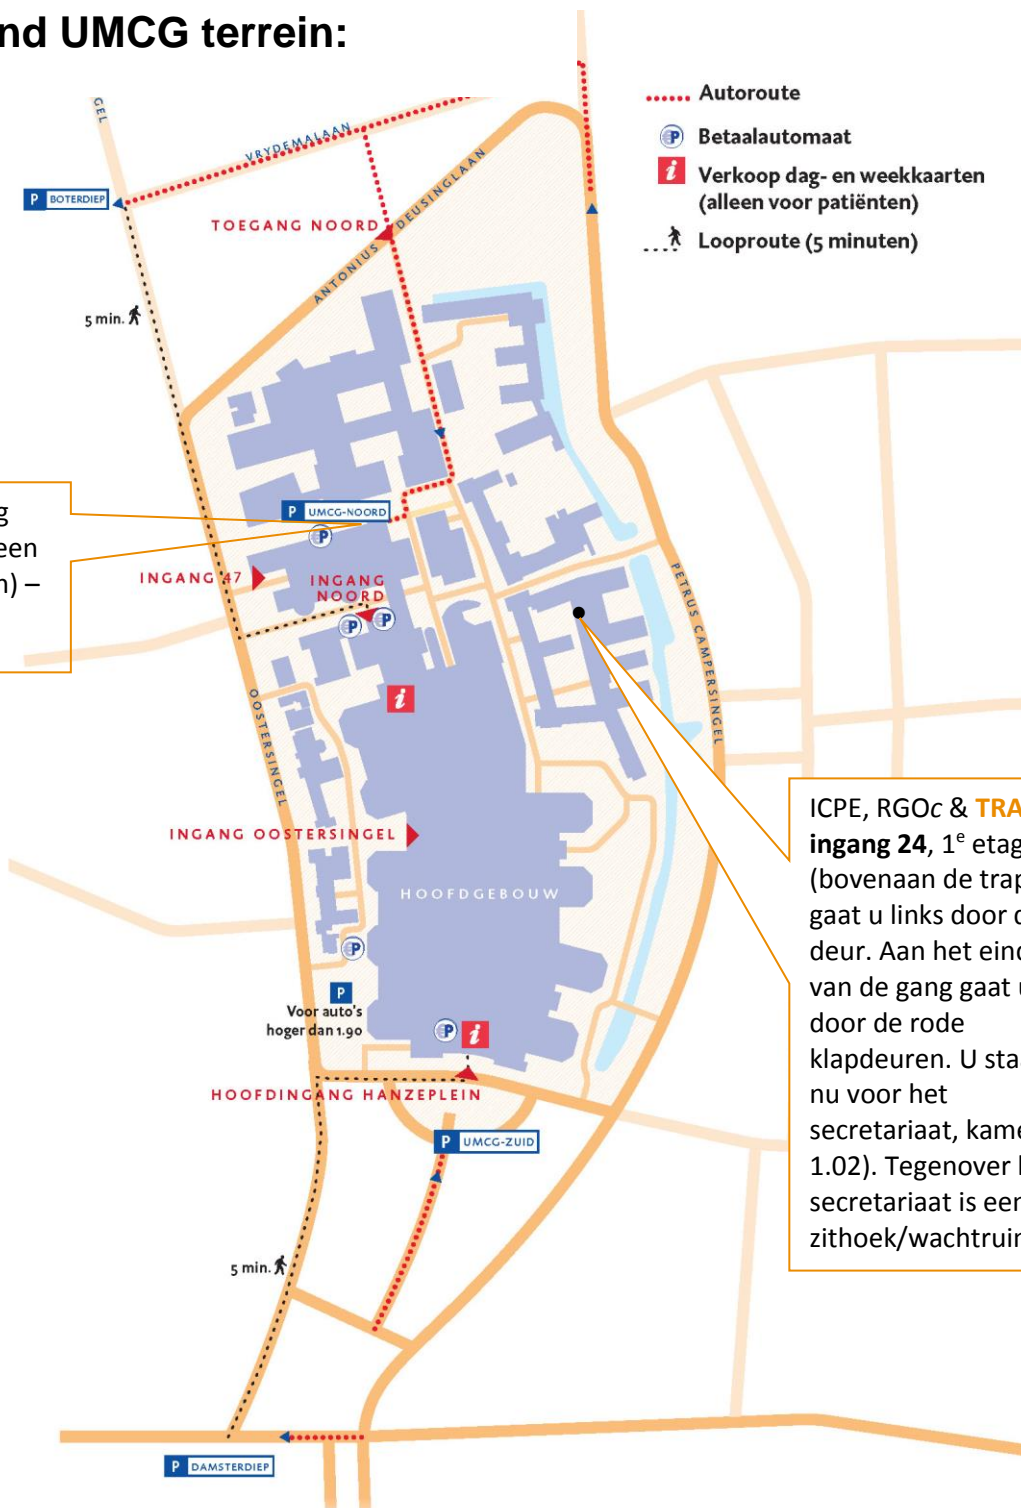 nd UMCG terrein:
Autoroute
Betaalautomaat
Verkoop dag- en weekkaarten
(alleen voor patiënten)
Looproute (5 minuten)
GEL
VRYDEMALAAN
P BOTERDIEP
TOEGANG NOORD
ANTONIUS DEUSINGLAAN
5 min.
g
een
n) –
P UMCG-NOORD
P
INGANG 47
INGANG
NOORD
P
P
PETRUS CAMPERSINGEL
i
OOSTERSINGEL
INGANG OOSTERSINGEL
HOOFDGEBOUW
ICPE, RGOc & TRA
ingang 24, 1e etag
(bovenaan de trap
gaat u links door d
deur. Aan het eind
van de gang gaat u
door de rode
klapdeuren. U sta
nu voor het
secretariaat, kame
1.02). Tegenover h
secretariaat is een
zithoek/wachtruim
P
P
Voor auto's
hoger dan 1.90
P
i
HOOFDINGANG HANZEPLEIN
P UMCG-ZUID
5 min.
P DAMSTERDIEP